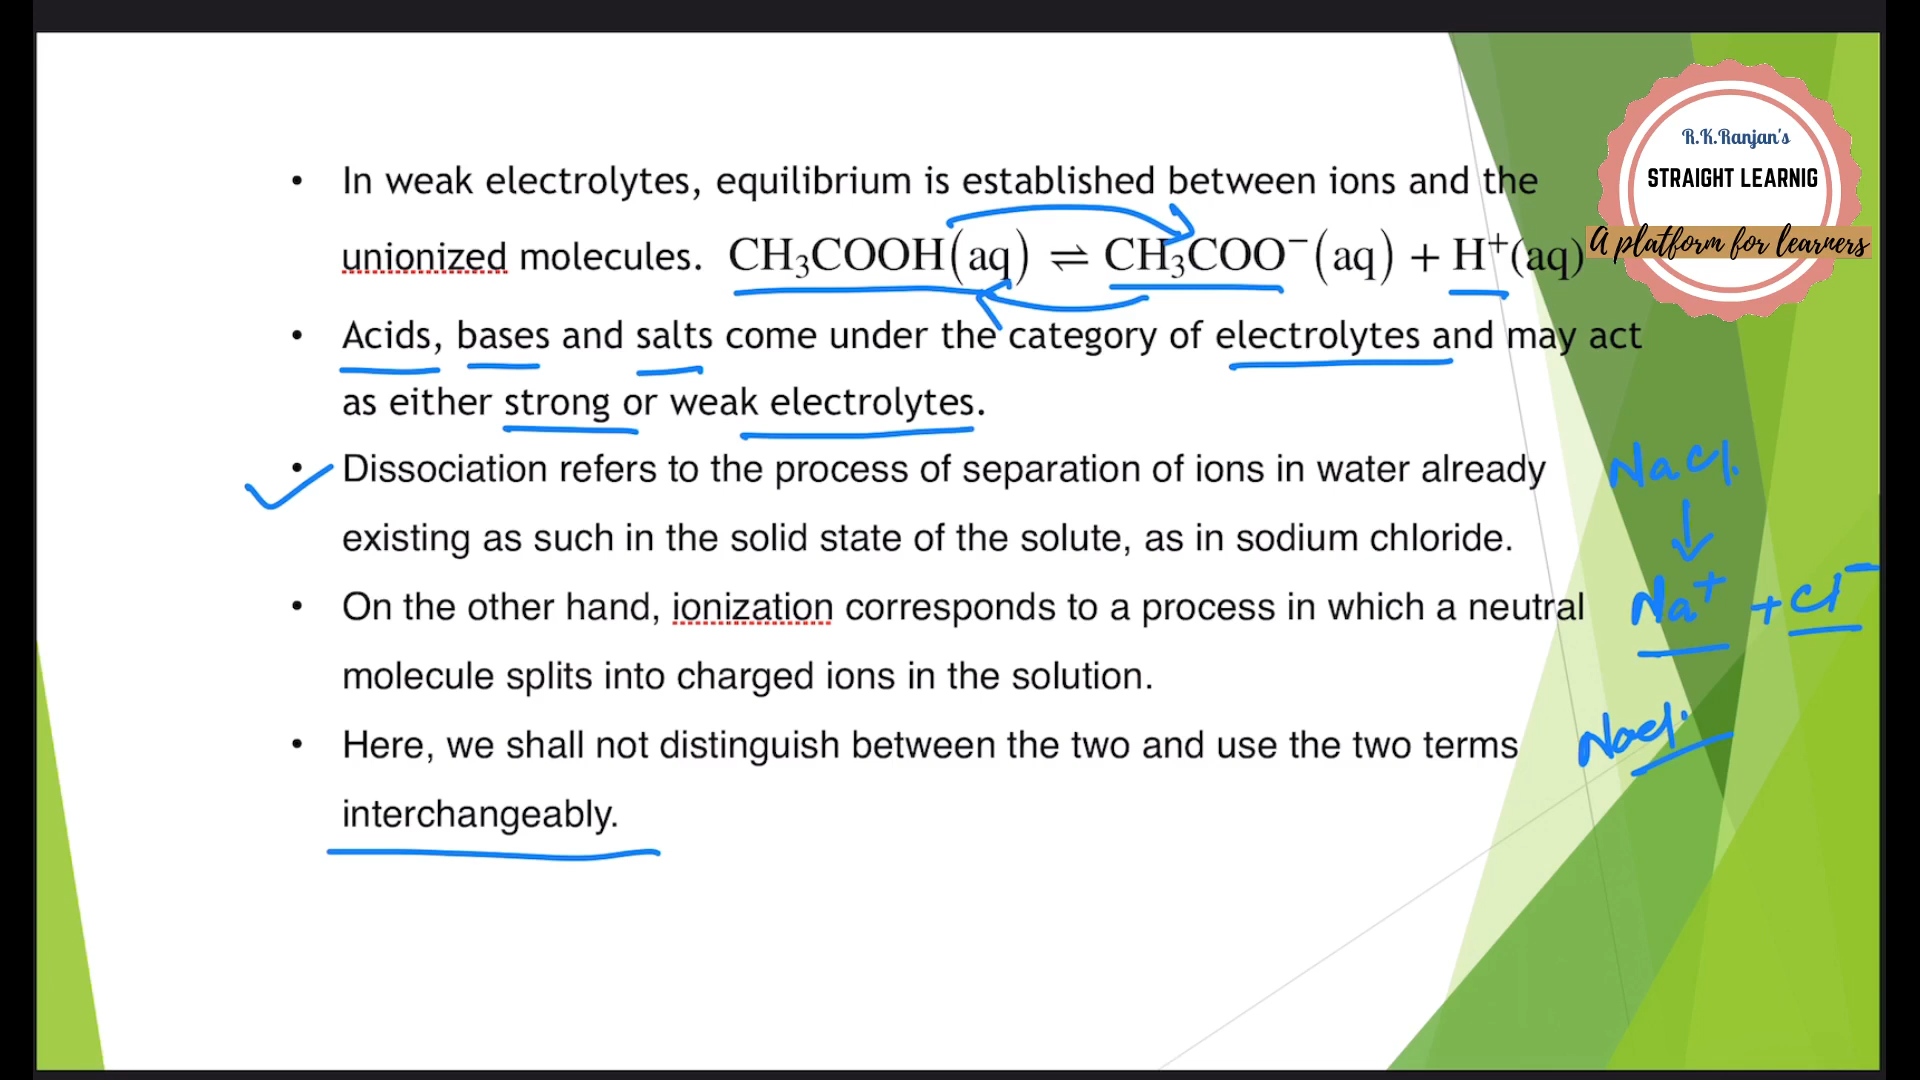 R.K.Ranjan's
STRAIGHT LEARNIG
A platform for learners
• In weak electrolytes, equilibrium is established between ions and the
unionized molecules. CH₃COOH(aq) ⇌ CH₃COO⁻(aq) + H⁺(aq)
• Acids, bases and salts come under the category of electrolytes and may act
as either strong or weak electrolytes.
• Dissociation refers to the process of separation of ions in water already
existing as such in the solid state of the solute, as in sodium chloride.
• On the other hand, ionization corresponds to a process in which a neutral
molecule splits into charged ions in the solution.
• Here, we shall not distinguish between the two and use the two terms
interchangeably.
NaCl.
↓
Na⁺ + Cl⁻
NaCl.